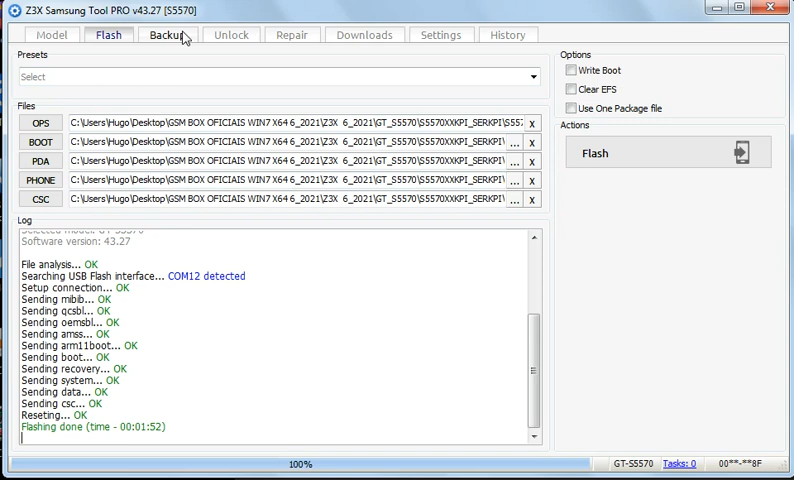 Z3X Samsung Tool PRO v43.27 [S5570]
Model Flash Backup Unlock Repair Downloads Settings History
Presets
Select
Options
Write Boot
Clear EFS
Use One Package file
Files
OPS C:\Users\Hugo\Desktop\GSM BOX OFICIAIS WIN7 X64 6_2021\Z3X 6_2021\GT_S5570\S5570XXKPI_SERKPI\S557 x
BOOT C:\Users\Hugo\Desktop\GSM BOX OFICIAIS WIN7 X64 6_2021\Z3X 6_2021\GT_S5570\S5570XXKPI_SERKPI\ ... x
PDA C:\Users\Hugo\Desktop\GSM BOX OFICIAIS WIN7 X64 6_2021\Z3X 6_2021\GT_S5570\S5570XXKPI_SERKPI\ ... x
PHONE C:\Users\Hugo\Desktop\GSM BOX OFICIAIS WIN7 X64 6_2021\Z3X 6_2021\GT_S5570\S5570XXKPI_SERKPI\ ... x
CSC C:\Users\Hugo\Desktop\GSM BOX OFICIAIS WIN7 X64 6_2021\Z3X 6_2021\GT_S5570\S5570XXKPI_SERKPI\ ... x
Actions
Flash
Log
Selected model: GT-S5570
Software version: 43.27
File analysis... OK
Searching USB Flash interface... COM12 detected
Setup connection... OK
Sending mibib... OK
Sending qcsbl... OK
Sending oemsbl... OK
Sending amss... OK
Sending arm11boot... OK
Sending boot... OK
Sending recovery... OK
Sending system... OK
Sending data... OK
Sending csc... OK
Reseting... OK
Flashing done (time - 00:01:52)
100% GT-S5570 Tasks: 0 00**-**8F